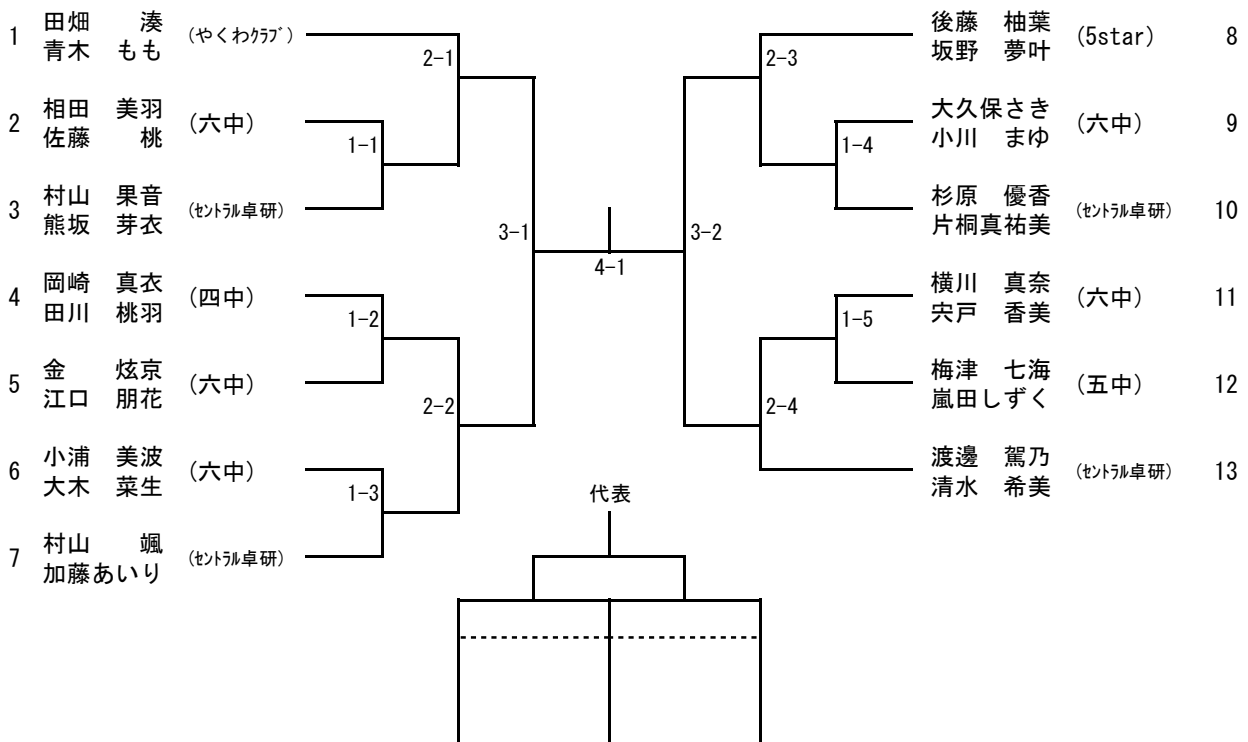 1 田畑 湊 (やくわクラブ)
青木 もも
2-1
2 相田 美羽 (六中)
佐藤 桃
1-1
3 村山 果音 (セントラル卓研)
熊坂 芽衣
3-1
4 岡崎 真衣 (四中)
田川 桃羽
1-2
5 金 炫京 (六中)
江口 朋花
2-2
6 小浦 美波 (六中)
大木 菜生
1-3
7 村山 颯 (セントラル卓研)
加藤あいり
4-1
後藤 柚葉 (5star) 8
坂野 夢叶
2-3
大久保さき (六中) 9
小川 まゆ
1-4
杉原 優香 (セントラル卓研) 10
片桐真祐美
3-2
横川 真奈 (六中) 11
宍戸 香美
1-5
梅津 七海 (五中) 12
嵐田しずく
2-4
渡邊 駕乃 (セントラル卓研) 13
清水 希美
代表